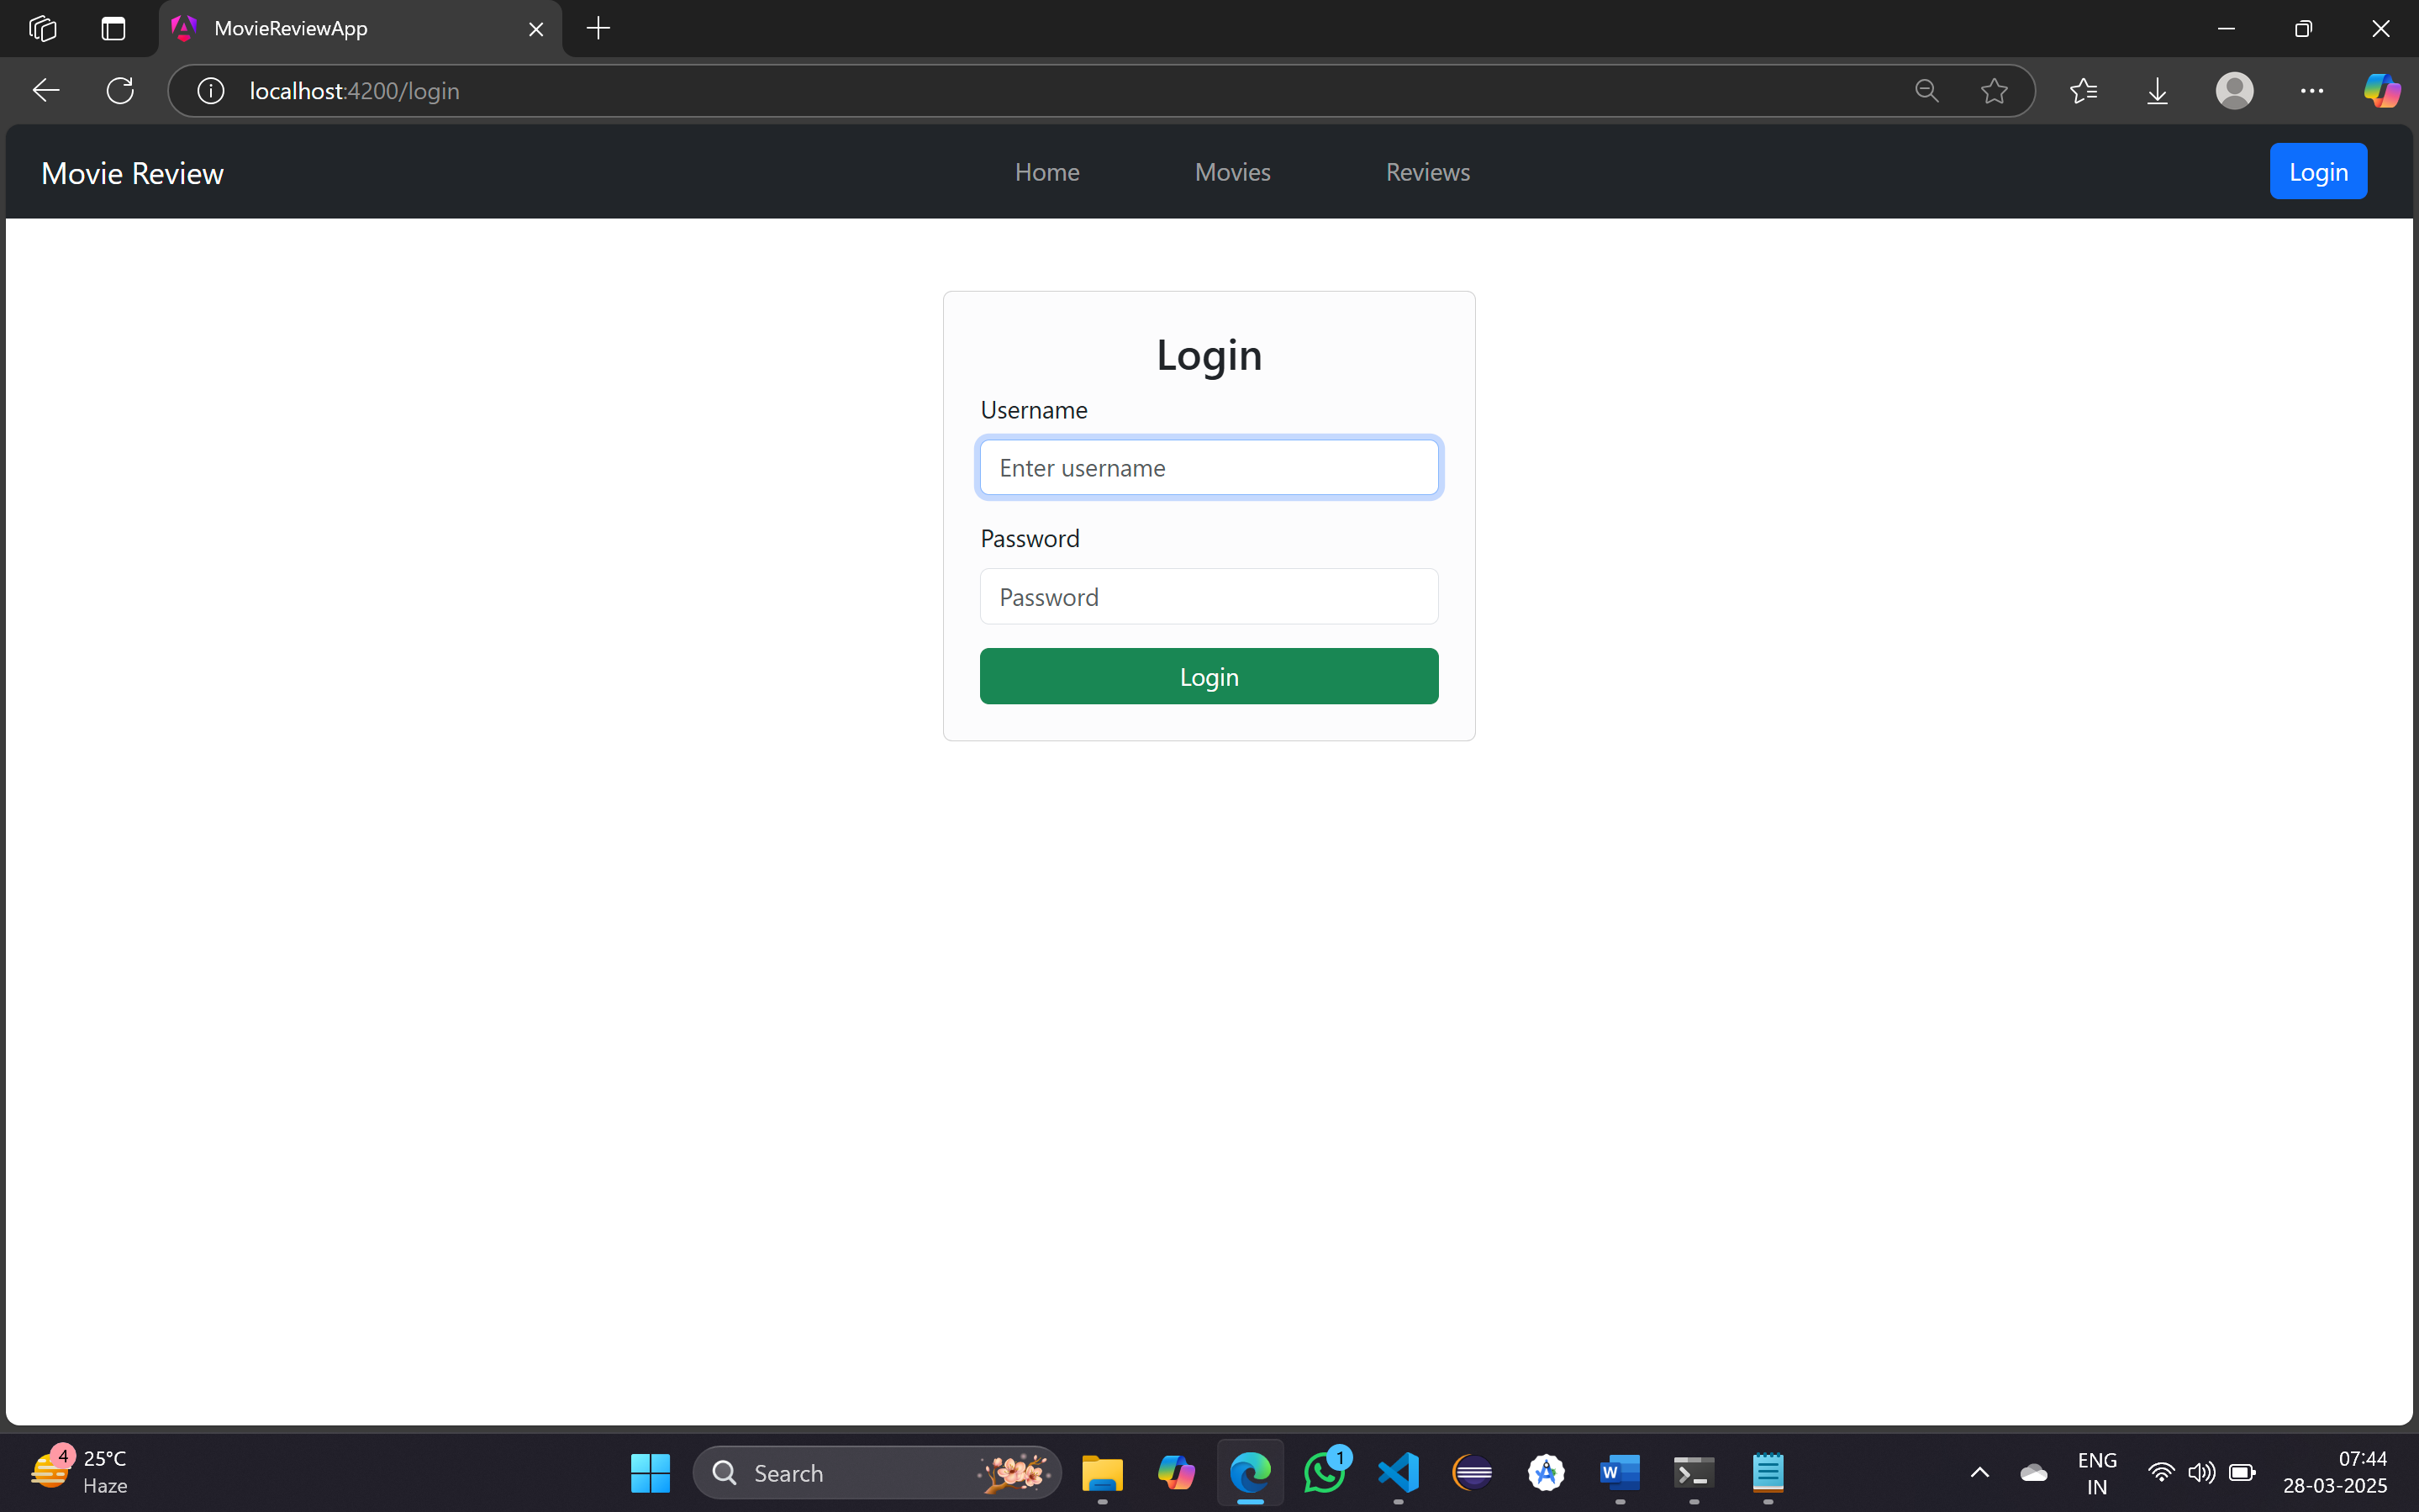 MovieReviewApp
localhost:4200/login
Movie Review
Home
Movies
Reviews
Login
Login
Username
Enter username
Password
Password
Login
4
25°C
Haze
Search
1
W
ENG
IN
07:44
28-03-2025